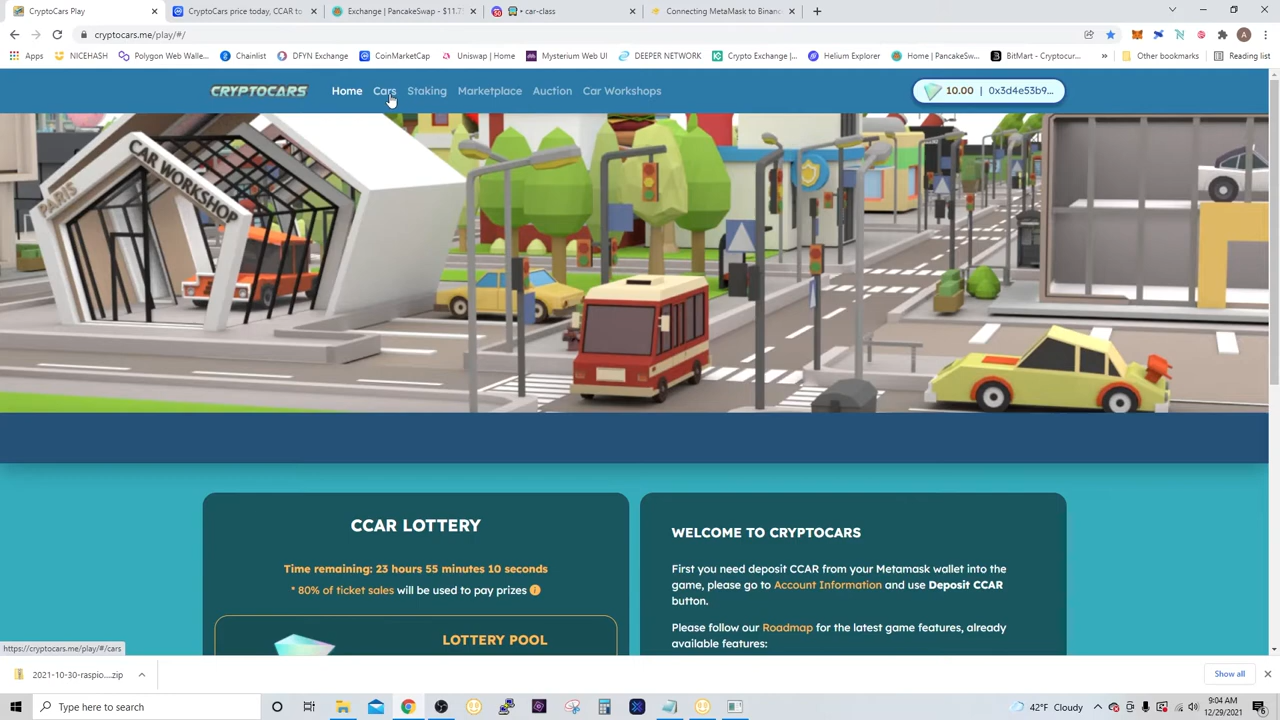 CryptoCars Play
CryptoCars price today, CCAR to
Exchange | PancakeSwap - $11.7
• car-class
Connecting MetaMask to Binanc
cryptocars.me/play/#/
Apps
NICEHASH
Polygon Web Walle...
Chainlist
DFYN Exchange
CoinMarketCap
Uniswap | Home
Mysterium Web UI
DEEPER NETWORK
Crypto Exchange |...
Helium Explorer
Home | PancakeSw...
BitMart - Cryptocur...
Other bookmarks
Reading list
CRYPTOCARS
Home
Cars
Staking
Marketplace
Auction
Car Workshops
10.00 | 0x3d4e53b9...
PARIS
CAR WORKSHOP
CCAR LOTTERY
Time remaining: 23 hours 55 minutes 10 seconds
* 80% of ticket sales will be used to pay prizes
LOTTERY POOL
WELCOME TO CRYPTOCARS
First you need deposit CCAR from your Metamask wallet into the
game, please go to Account Information and use Deposit CCAR
button.
Please follow our Roadmap for the latest game features, already
available features:
https://cryptocars.me/play/#/cars
2021-10-30-raspio....zip
Show all
Type here to search
42°F Cloudy
9:04 AM
12/29/2021